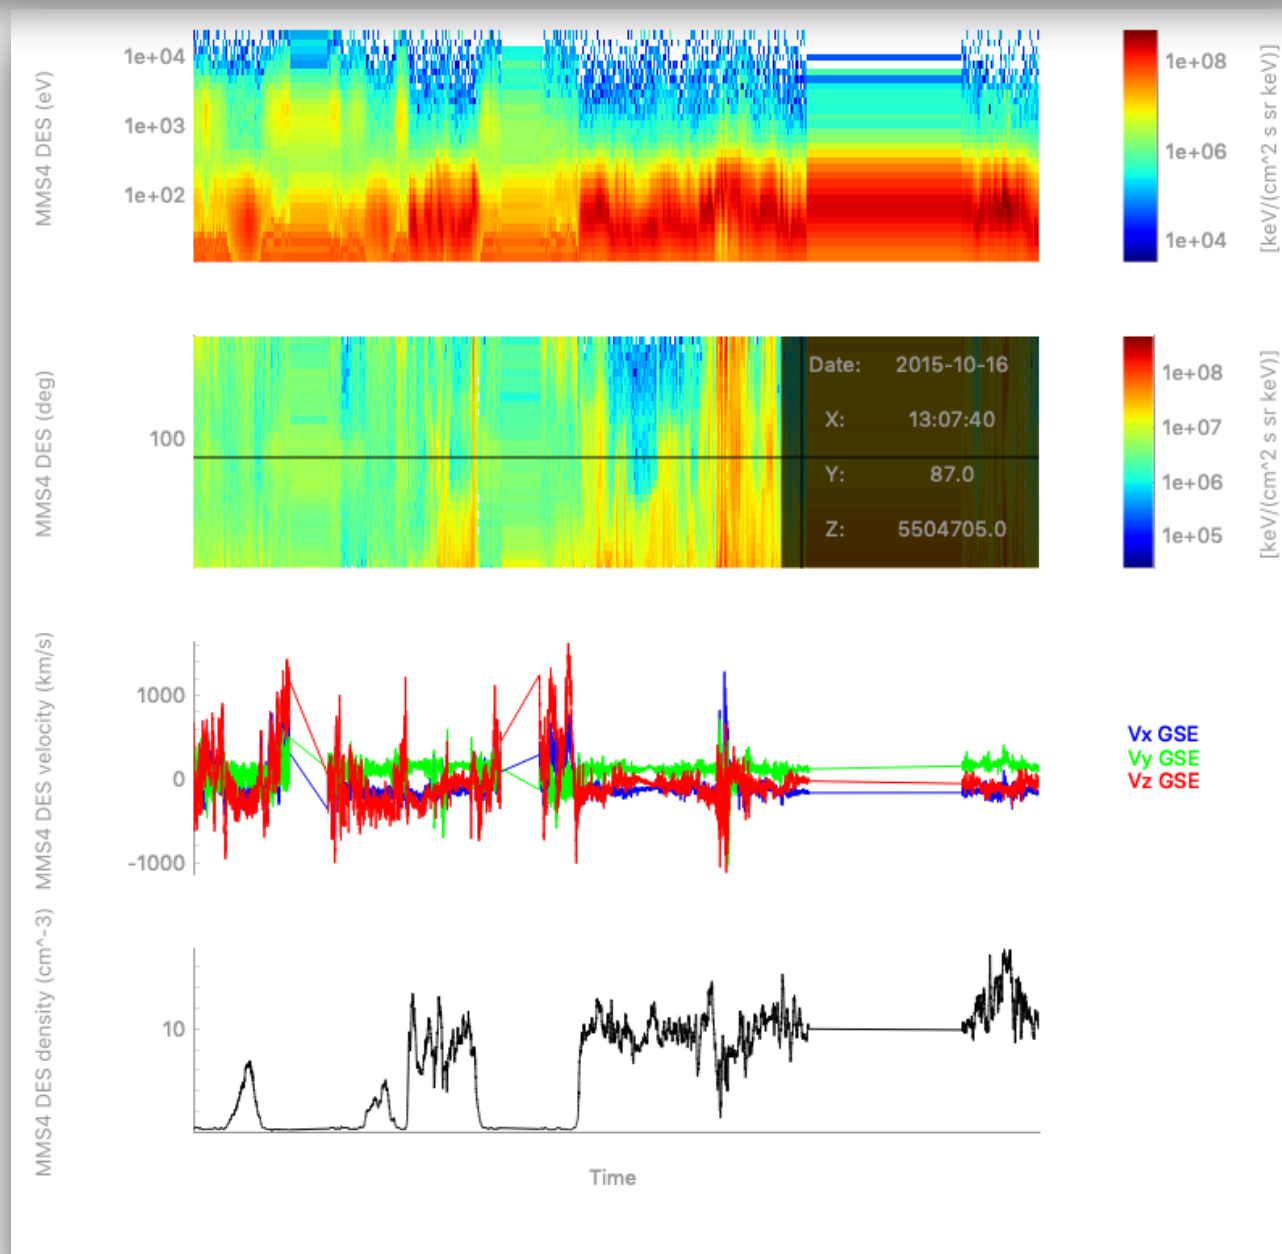 MMS4 DES (eV)
1e+04
1e+03
1e+02
1e+08
1e+06
1e+04
[keV/(cm^2 s sr keV)]
MMS4 DES (deg)
100
Date: 2015-10-16
X: 13:07:40
Y: 87.0
Z: 5504705.0
1e+08
1e+07
1e+06
1e+05
[keV/(cm^2 s sr keV)]
MMS4 DES velocity (km/s)
1000
0
-1000
Vx GSE
Vy GSE
Vz GSE
MMS4 DES density (cm^-3)
10
Time